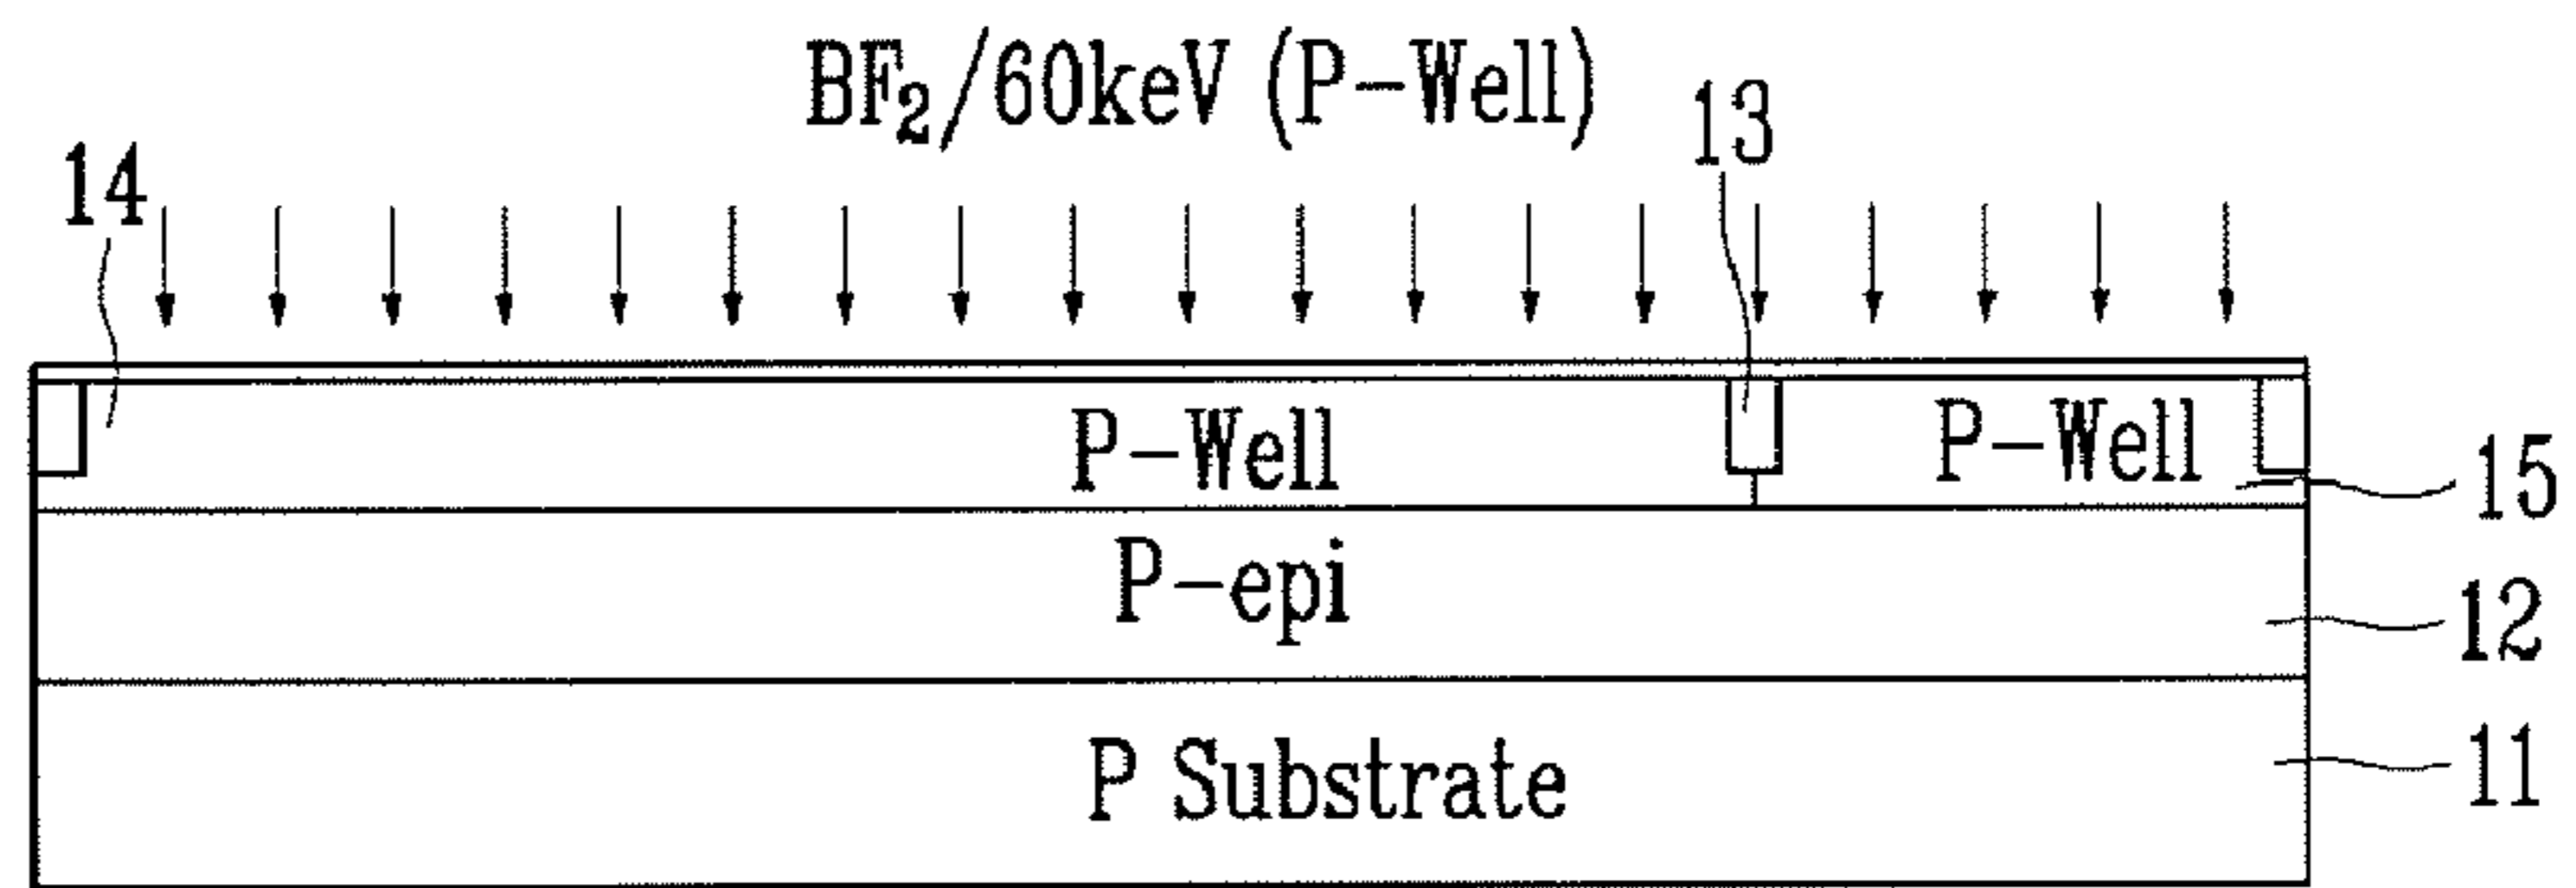 BF₂/60keV (P-Well)
13
14
P-Well
P-Well
15
P-epi
12
P Substrate
11